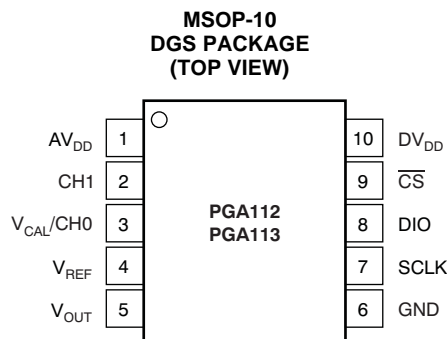 MSOP-10
DGS PACKAGE
(TOP VIEW)
AVDD 1 10 DVDD
CH1 2 9 CS
VCAL/CH0 3 8 DIO
PGA112
PGA113
VREF 4 7 SCLK
VOUT 5 6 GND